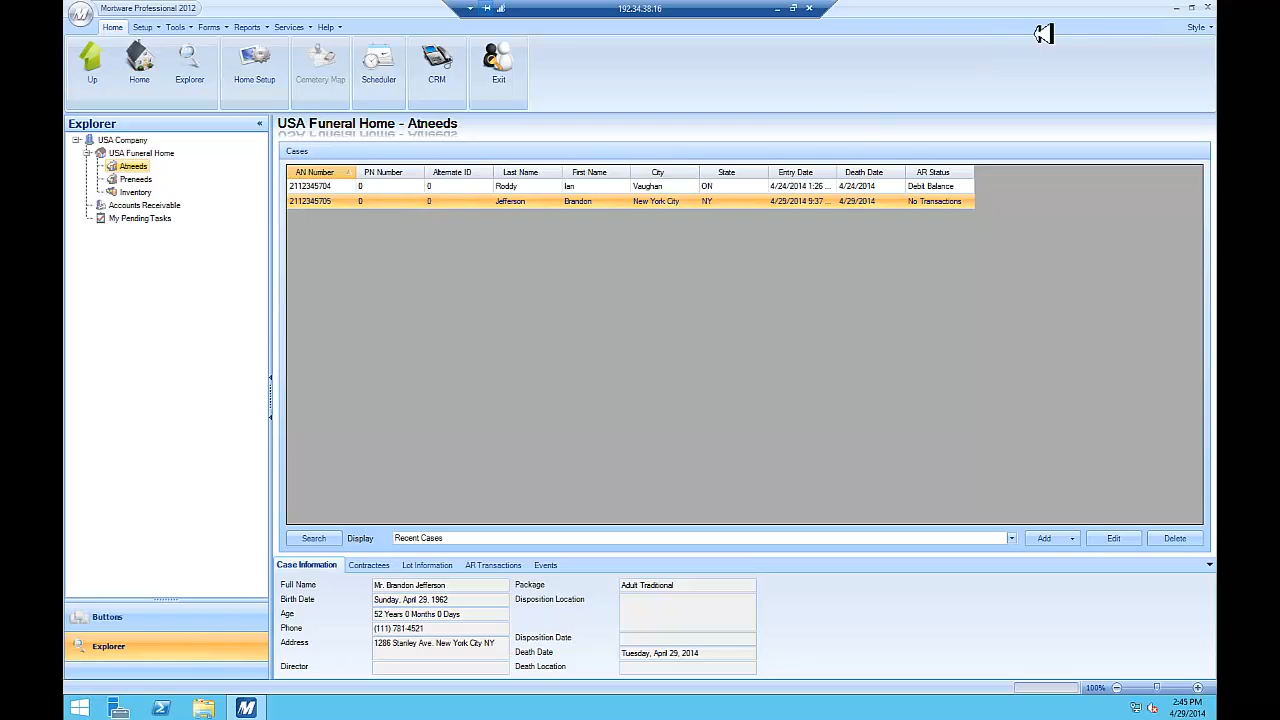 Mortware Professional 2012
192.34.38.16
Home Setup Tools Forms Reports Services Help Style
Up Home Explorer Home Setup Cemetery Map Scheduler CRM Exit
Explorer «
USA Company
USA Funeral Home
Atneeds
Preneeds
Inventory
Accounts Receivable
My Pending Tasks
Buttons
Explorer
USA Funeral Home - Atneeds
Cases
AN Number PN Number Alternate ID Last Name First Name City State Entry Date Death Date AR Status
2112345704 0 0 Roddy Ian Vaughan ON 4/24/2014 1:26 ... 4/24/2014 Debit Balance
2112345705 0 0 Jefferson Brandon New York City NY 4/29/2014 9:37 ... 4/29/2014 No Transactions
Search Display Recent Cases Add Edit Delete
Case Information Contractees Lot Information AR Transactions Events
Full Name Mr. Brandon Jefferson Package Adult Traditional
Birth Date Sunday, April 29, 1962 Disposition Location
Age 52 Years 0 Months 0 Days
Phone (111) 781-4521 Disposition Date
Address 1286 Stanley Ave. New York City NY Death Date Tuesday, April 29, 2014
Director Death Location
100%
2:45 PM
4/29/2014